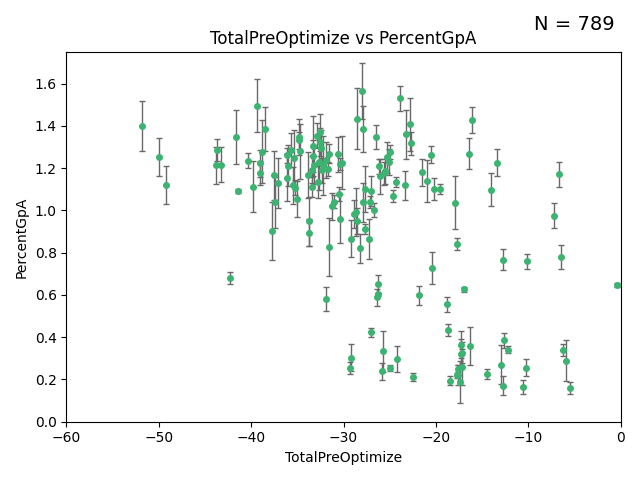 N = 789
TotalPreOptimize vs PercentGpA
PercentGpA
1.6
1.4
1.2
1.0
0.8
0.6
0.4
0.2
0.0
−60 −50 −40 −30 −20 −10 0
TotalPreOptimize